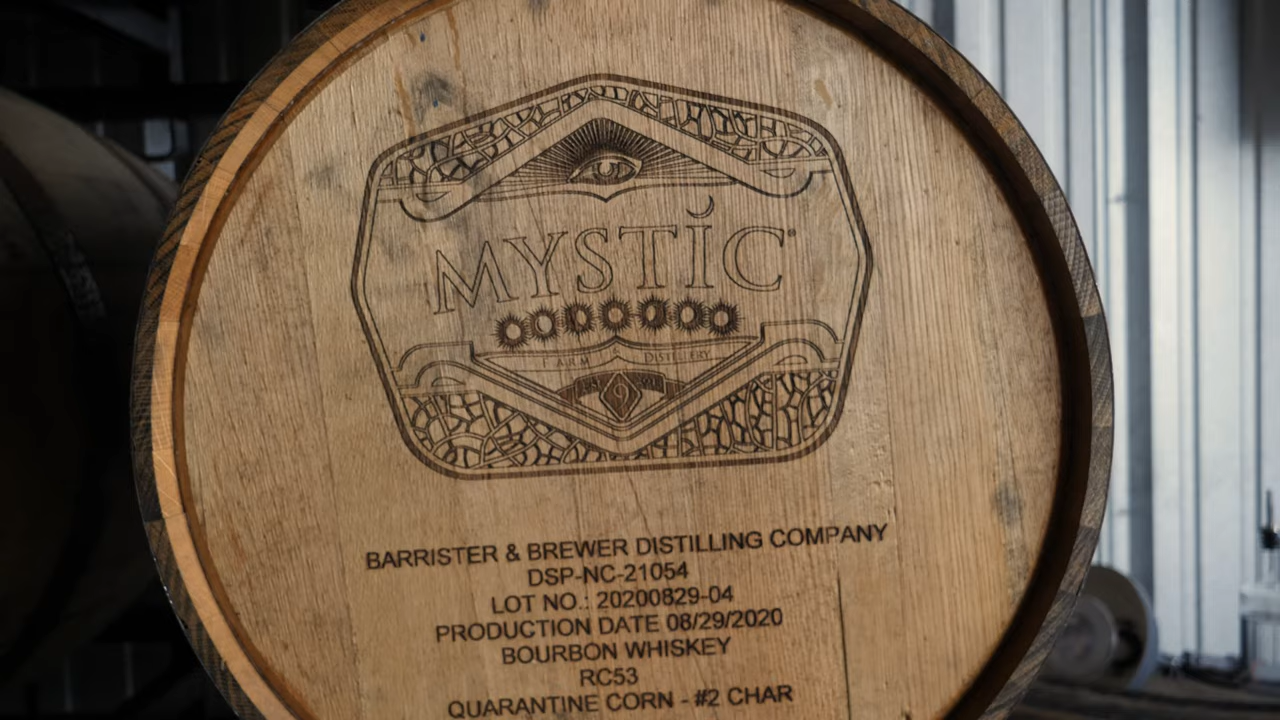 MYSTIC®
FARM & DISTILLERY
9
BARRISTER & BREWER DISTILLING COMPANY
DSP-NC-21054
LOT NO.: 20200829-04
PRODUCTION DATE 08/29/2020
BOURBON WHISKEY
RC53
QUARANTINE CORN - #2 CHAR